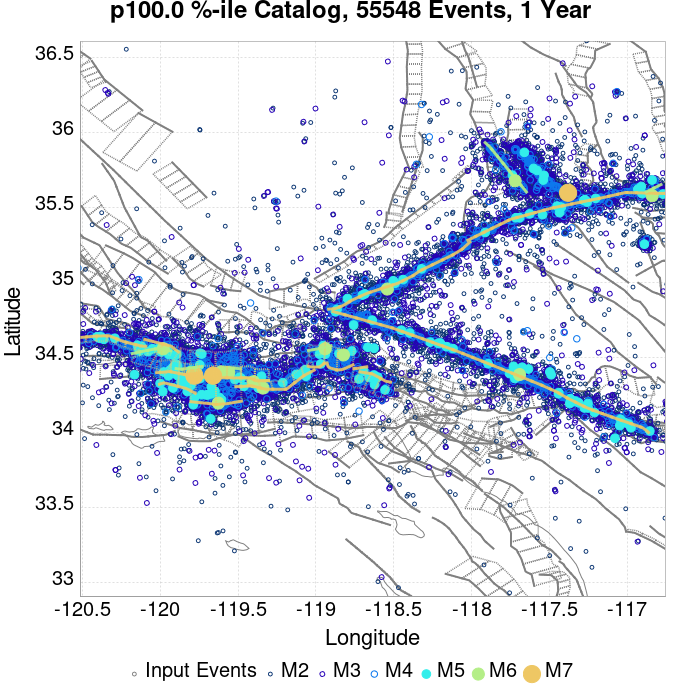 p100.0 %-ile Catalog, 55548 Events, 1 Year
36.5
36
35.5
35
34.5
34
33.5
33
Latitude
-120.5 -120 -119.5 -119 -118.5 -118 -117.5 -117
Longitude
Input Events M2 M3 M4 M5 M6 M7